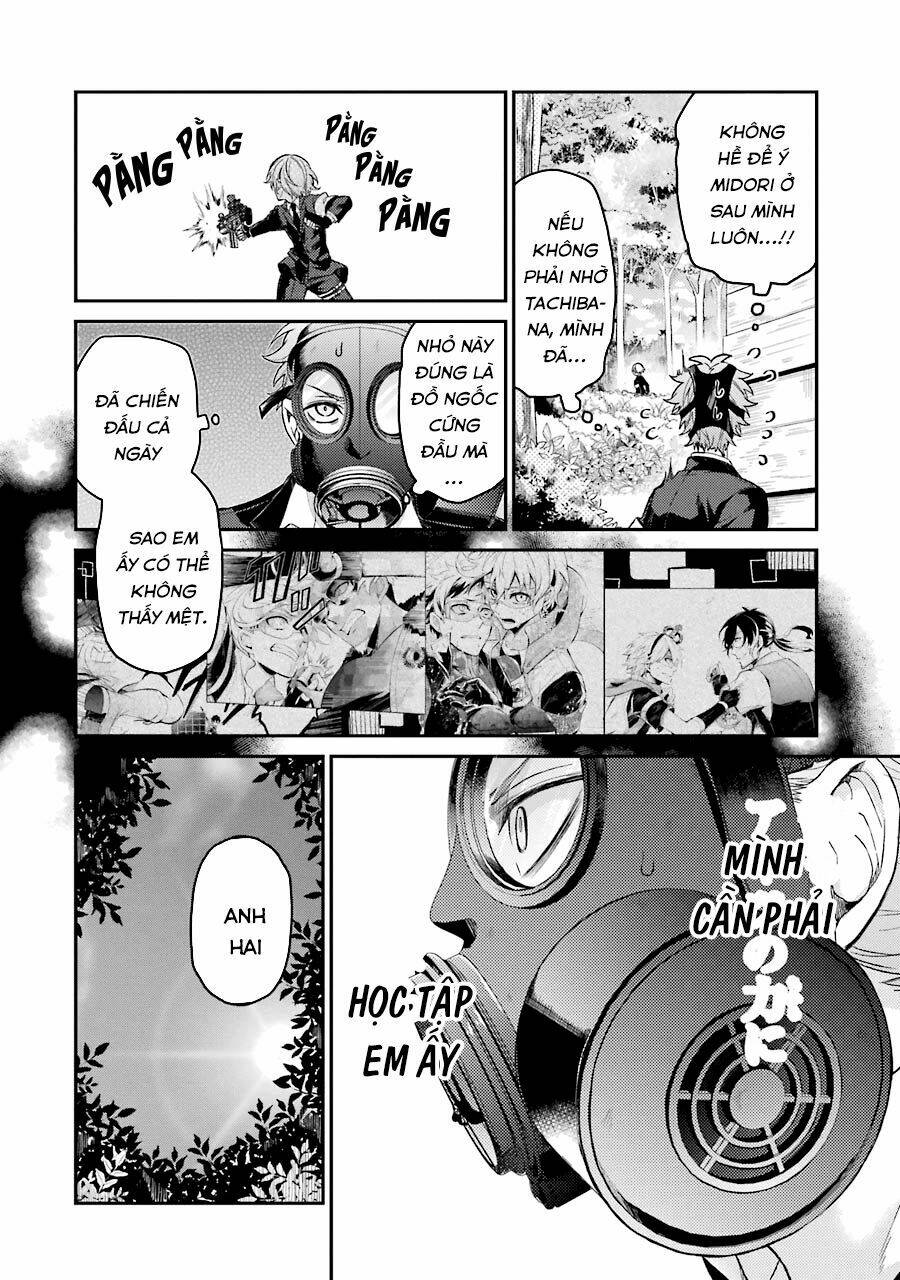 KHÔNG
HỀ ĐỂ Ý
MIDORI Ở
SAU MÌNH
LUÔN...!!
NẾU
KHÔNG
PHẢI NHỜ
TACHIBA-
NA, MÌNH
ĐÃ...
PẰNG
PẰNG
PẰNG
PẰNG
PẰNG
NHỎ NÀY
ĐÚNG LÀ
ĐỒ NGỐC
CỨNG ĐẦU MÀ
...
ĐÃ CHIẾN
ĐẤU CẢ
NGÀY
SAO EM
ẤY CÓ THỂ
KHÔNG
THẤY MỆT.
MÌNH
CẦN PHẢI
HỌC TẬP
EM ẤY
ANH
HAI